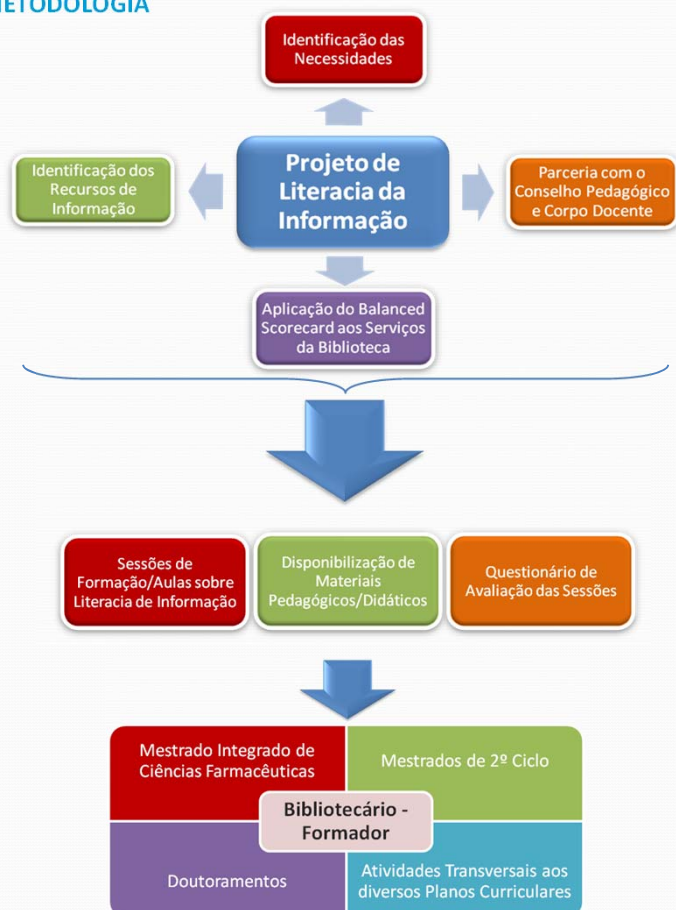 METODOLOGIA
Identificação das
Necessidades
Identificação dos
Recursos de
Informação
Projeto de
Literacia da
Informação
Parceria com o
Conselho Pedagógico
e Corpo Docente
Aplicação do Balanced
Scorecard aos Serviços
da Biblioteca
Sessões de
Formação/Aulas sobre
Literacia de Informação
Disponibilização de
Materiais
Pedagógicos/Didáticos
Questionário de
Avaliação das Sessões
Mestrado Integrado de
Ciências Farmacêuticas
Mestrados de 2º Ciclo
Bibliotecário -
Formador
Doutoramentos
Atividades Transversais aos
diversos Planos Curriculares